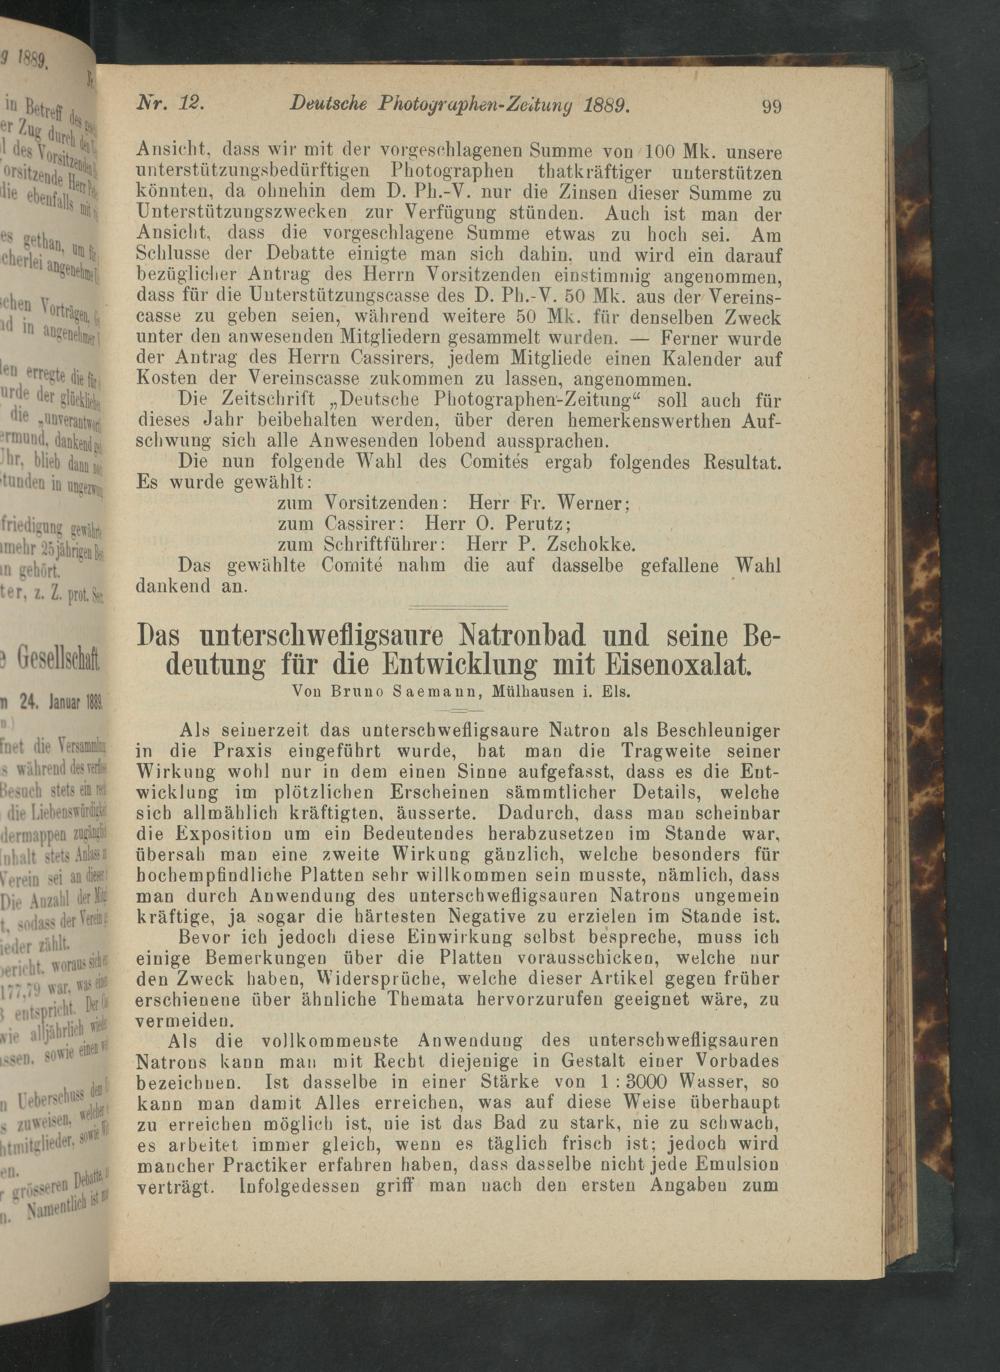 Nr. 12. Deutsche Photographen-Zeitung 1889. 99
Ansicht, dass wir mit der vorgeschlagenen Summe von 100 Mk. unsere
unterstützungsbedürftigen Photographen thatkräftiger unterstützen
könnten, da ohnehin dem D. Ph.-V. nur die Zinsen dieser Summe zu
Unterstützungszwecken zur Verfügung stünden. Auch ist man der
Ansicht, dass die vorgeschlagene Summe etwas zu hoch sei. Am
Schlusse der Debatte einigte man sich dahin, und wird ein darauf
bezüglicher Antrag des Herrn Vorsitzenden einstimmig angenommen,
dass für die Unterstützungscasse des D. Ph.-V. 50 Mk. aus der Vereins-
casse zu geben seien, während weitere 50 Mk. für denselben Zweck
unter den anwesenden Mitgliedern gesammelt wurden. — Ferner wurde
der Antrag des Herrn Cassirers, jedem Mitgliede einen Kalender auf
Kosten der Vereinscasse zukommen zu lassen, angenommen.
Die Zeitschrift „Deutsche Photographen-Zeitung“ soll auch für
dieses Jahr beibehalten werden, über deren bemerkenswerthen Auf-
schwung sich alle Anwesenden lobend aussprachen.
Die nun folgende Wahl des Comités ergab folgendes Resultat.
Es wurde gewählt:
zum Vorsitzenden: Herr Fr. Werner;
zum Cassirer: Herr O. Perutz;
zum Schriftführer: Herr P. Zschokke.
Das gewählte Comité nahm die auf dasselbe gefallene Wahl
dankend an.
Das unterschwefligsaure Natronbad und seine Be-
deutung für die Entwicklung mit Eisenoxalat.
Von Bruno Saemann, Mülhausen i. Els.
Als seinerzeit das unterschwefligsaure Natron als Beschleuniger
in die Praxis eingeführt wurde, hat man die Tragweite seiner
Wirkung wohl nur in dem einen Sinne aufgefasst, dass es die Ent-
wicklung im plötzlichen Erscheinen sämmtlicher Details, welche
sich allmählich kräftigten, äusserte. Dadurch, dass man scheinbar
die Exposition um ein Bedeutendes herabzusetzen im Stande war,
übersah man eine zweite Wirkung gänzlich, welche besonders für
hochempfindliche Platten sehr willkommen sein musste, nämlich, dass
man durch Anwendung des unterschwefligsauren Natrons ungemein
kräftige, ja sogar die härtesten Negative zu erzielen im Stande ist.
Bevor ich jedoch diese Einwirkung selbst bespreche, muss ich
einige Bemerkungen über die Platten vorausschicken, welche nur
den Zweck haben, Widersprüche, welche dieser Artikel gegen früher
erschienene über ähnliche Themata hervorzurufen geeignet wäre, zu
vermeiden.
Als die vollkommenste Anwendung des unterschwefligsauren
Natrons kann man mit Recht diejenige in Gestalt einer Vorbades
bezeichnen. Ist dasselbe in einer Stärke von 1 : 3000 Wasser, so
kann man damit Alles erreichen, was auf diese Weise überhaupt
zu erreichen möglich ist, nie ist das Bad zu stark, nie zu schwach,
es arbeitet immer gleich, wenn es täglich frisch ist; jedoch wird
mancher Practiker erfahren haben, dass dasselbe nicht jede Emulsion
verträgt. Infolgedessen griff man nach den ersten Angaben zum